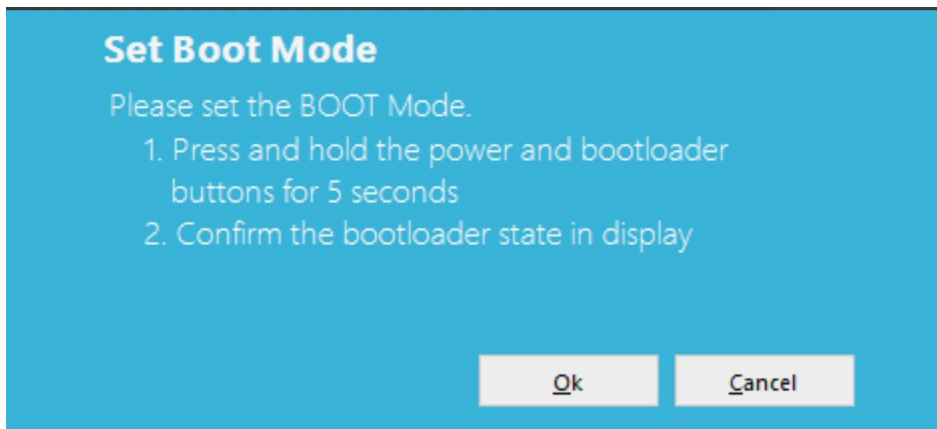 Set Boot Mode
Please set the BOOT Mode.
1. Press and hold the power and bootloader
buttons for 5 seconds
2. Confirm the bootloader state in display
Ok
Cancel